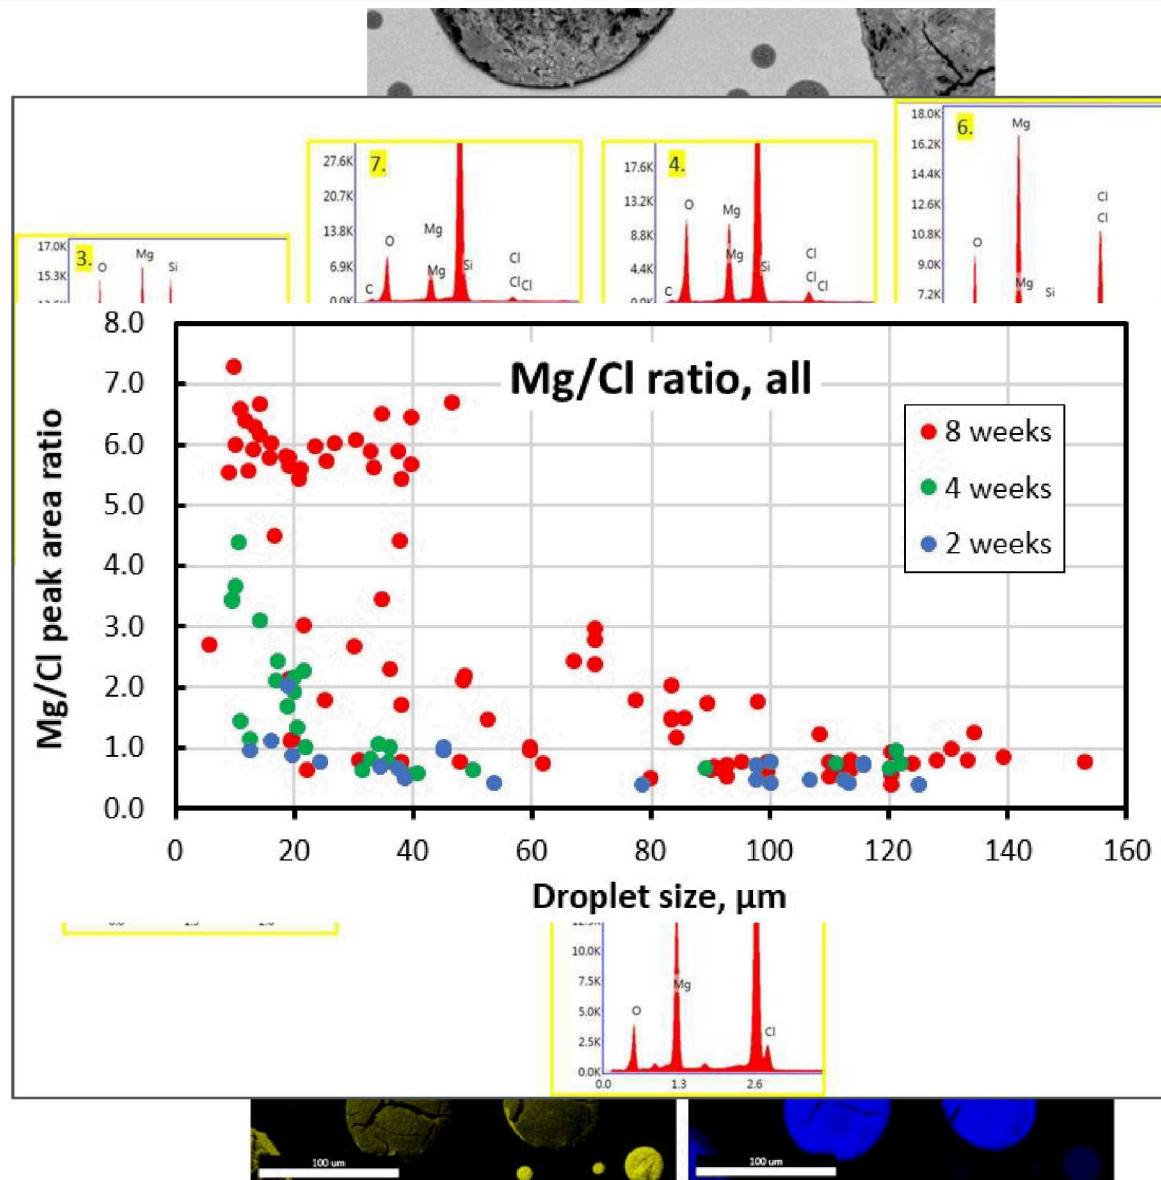 18.0K
6.
Mg
16.2K
14.4K
Cl
12.6K
Cl
10.8K
O
9.0K
7.2K
Mg
Si
27.6K
7.
20.7K
O
Mg
13.8K
Cl
6.9K
Mg
Si
Cl
Cl
C
0.0K
17.6K
4.
13.2K
O
Mg
8.8K
Cl
Mg
4.4K
Si
Cl
Cl
C
17.0K
3.
O
Mg
Si
15.3K
Mg/Cl ratio, all
8.0
7.0
6.0
5.0
4.0
3.0
2.0
1.0
0.0
Mg/Cl peak area ratio
8 weeks
4 weeks
2 weeks
0 20 40 60 80 100 120 140 160
Droplet size, µm
10.0K
7.5K
Mg
5.0K
O
2.5K
Cl
0.0K
0.0 1.3 2.6
100 um
100 um